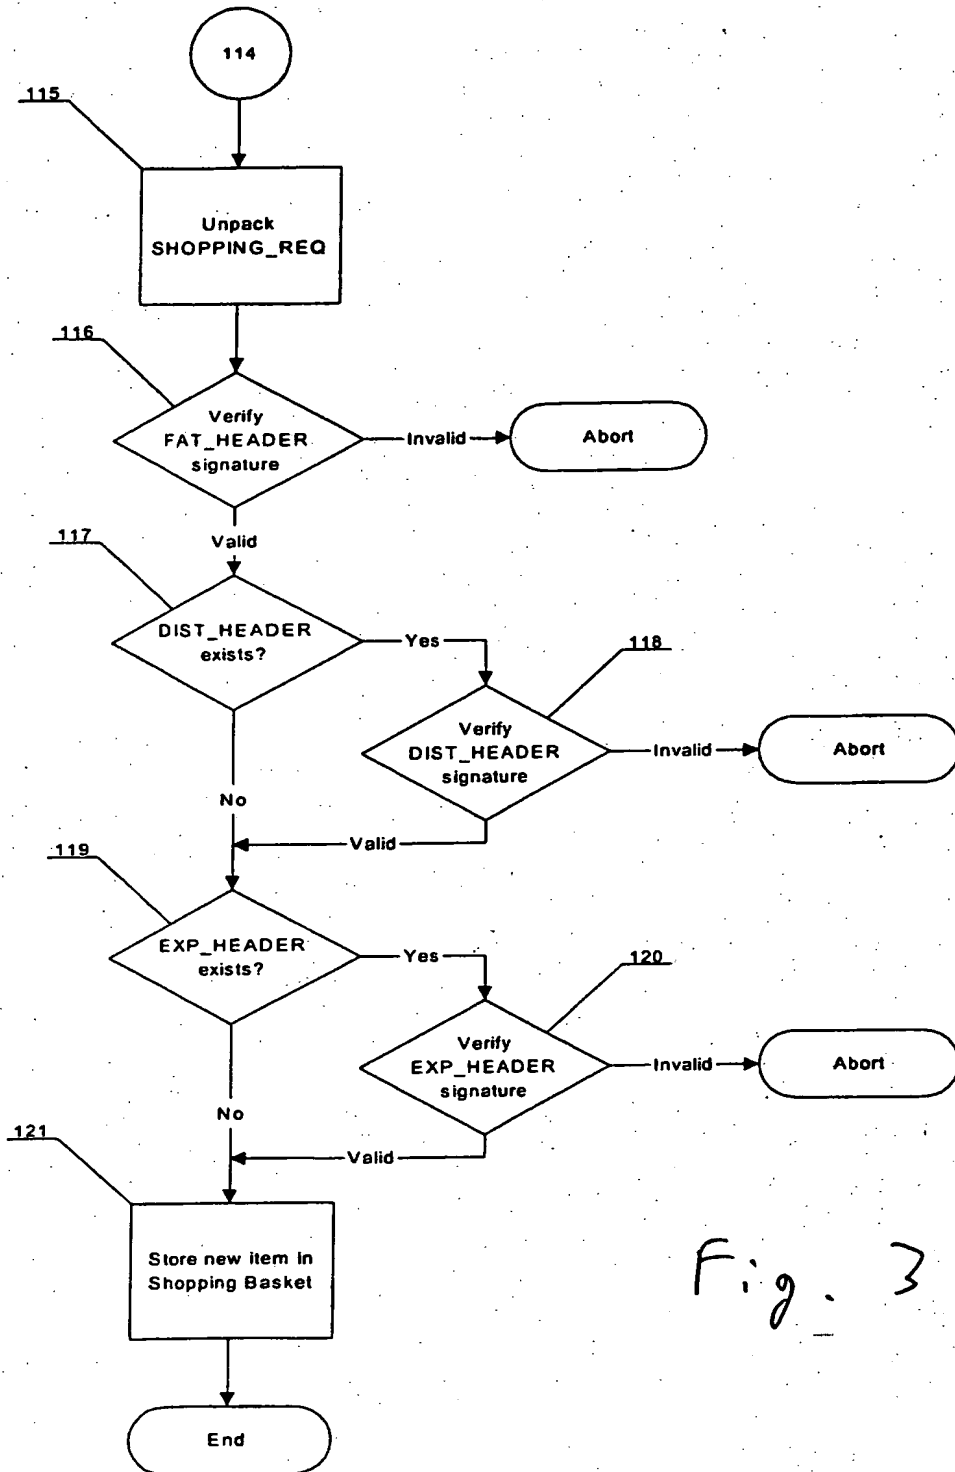 114
115
Unpack
SHOPPING_REQ
116
Verify
FAT_HEADER
signature
Invalid
Abort
Valid
117
DIST_HEADER
exists?
Yes
118
Verify
DIST_HEADER
signature
Invalid
Abort
No
Valid
119
EXP_HEADER
exists?
Yes
120
Verify
EXP_HEADER
signature
Invalid
Abort
No
Valid
121
Store new item in
Shopping Basket
End
Fig. 3